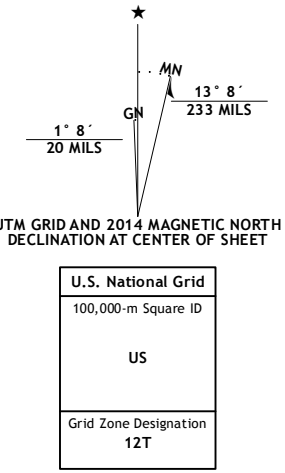 ★
MN
GN
13° 8´
233 MILS
1° 8´
20 MILS
UTM GRID AND 2014 MAGNETIC NORTH
DECLINATION AT CENTER OF SHEET
U.S. National Grid
100,000-m Square ID
US
Grid Zone Designation
12T